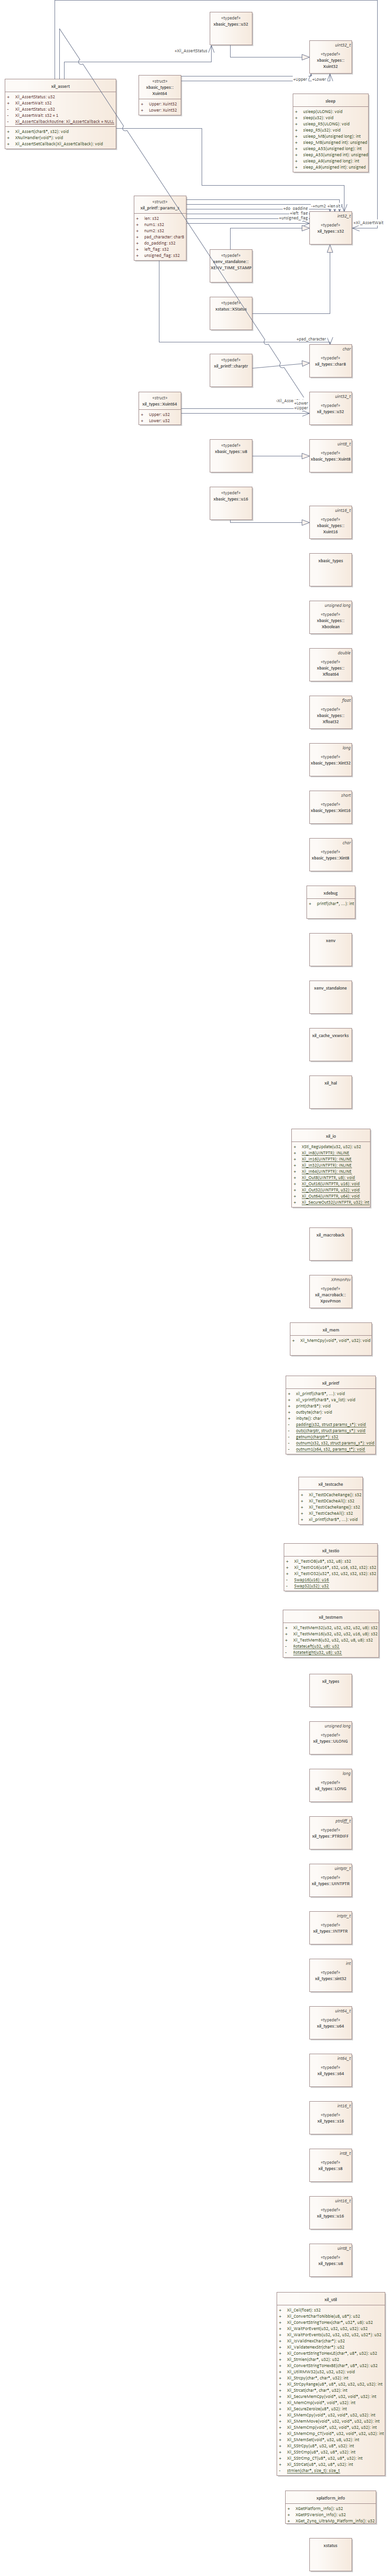 «typedef»
xbasic_types::u32
uint32_t
«typedef»
xbasic_types::
Xuint32
+Xil_AssertStatus
xil_assert
+ Xil_AssertStatus: u32
+ Xil_AssertWait: s32
- Xil_AssertStatus: u32
- Xil_AssertWait: s32 = 1
- Xil_AssertCallbackRoutine: Xil_AssertCallback = NULL
+ Xil_Assert(char8*, s32): void
+ XNullHandler(void*): void
+ Xil_AssertSetCallback(Xil_AssertCallback): void
«struct»
xbasic_types::
Xuint64
+ Upper: Xuint32
+ Lower: Xuint32
sleep
+ usleep(ULONG): void
+ sleep(u32): void
+ usleep_R5(ULONG): void
+ sleep_R5(u32): void
+ usleep_MB(unsigned long): int
+ sleep_MB(unsigned int): unsigned
+ usleep_A53(unsigned long): int
+ sleep_A53(unsigned int): unsigned
+ usleep_A9(unsigned long): int
+ sleep_A9(unsigned int): unsigned
«struct»
xil_printf::params_s
+ len: s32
+ num1: s32
+ num2: s32
+ pad_character: char8
+ do_padding: s32
+ left_flag: s32
+ unsigned_flag: s32
+do_padding
+left_flag
+unsigned_flag
int32_t
«typedef»
xil_types::s32
+Xil_AssertWait
«typedef»
xenv_standalone::
XENV_TIME_STAMP
«typedef»
xstatus::XStatus
+pad_character
char
«typedef»
xil_types::char8
«typedef»
xil_printf::charptr
«struct»
xil_types::Xuint64
+ Upper: u32
+ Lower: u32
+Lower
+Upper
uint32_t
«typedef»
xil_types::u32
«typedef»
xbasic_types::u8
uint8_t
«typedef»
xbasic_types::Xuint8
«typedef»
xbasic_types::u16
uint16_t
«typedef»
xbasic_types::
Xuint16
xbasic_types
unsigned long
«typedef»
xbasic_types::
Xboolean
double
«typedef»
xbasic_types::
Xfloat64
float
«typedef»
xbasic_types::
Xfloat32
long
«typedef»
xbasic_types::Xint32
short
«typedef»
xbasic_types::Xint16
char
«typedef»
xbasic_types::Xint8
xdebug
+ printf(char*, ...): int
xenv
xenv_standalone
xil_cache_vxworks
xil_hal
xil_io
+ XStl_RegUpdate(u32, u32): u32
+ Xil_In8(UINTPTR): INLINE
+ Xil_In16(UINTPTR): INLINE
+ Xil_In32(UINTPTR): INLINE
+ Xil_In64(UINTPTR): INLINE
+ Xil_Out8(UINTPTR, u8): void
+ Xil_Out16(UINTPTR, u16): void
+ Xil_Out32(UINTPTR, u32): void
+ Xil_Out64(UINTPTR, u64): void
+ Xil_SecureOut32(UINTPTR, u32): int
xil_macroback
XPmonPsv
«typedef»
xil_macroback::
XpsvPmon
xil_mem
+ Xil_MemCpy(void*, void*, u32): void
xil_printf
+ xil_printf(char8*, ...): void
+ xil_vprintf(char8*, va_list): void
+ print(char8*): void
+ outbyte(char): void
+ inbyte(): char
- padding(s32, struct params_s*): void
- outs(charptr, struct params_s*): void
- getnum(charptr*): s32
- outnum(s32, s32, struct params_s*): void
- outnum1(s64, s32, params_t*): void
xil_testcache
+ Xil_TestDCacheRange(): s32
+ Xil_TestDCacheAll(): s32
+ Xil_TestICacheRange(): s32
+ Xil_TestICacheAll(): s32
+ xil_printf(char8*, ...): void
xil_testio
+ Xil_TestIO8(u8*, s32, u8): s32
+ Xil_TestIO16(u16*, s32, u16, s32, s32): s32
+ Xil_TestIO32(u32*, s32, u32, s32, s32): s32
- Swap16(u16): u16
- Swap32(u32): u32
xil_testmem
+ Xil_TestMem32(u32, u32, u32, u32, u8): s32
+ Xil_TestMem16(u32, u32, u32, u16, u8): s32
+ Xil_TestMem8(u32, u32, u32, u8, u8): s32
- RotateLeft(u32, u8): u32
- RotateRight(u32, u8): u32
xil_types
unsigned long
«typedef»
xil_types::ULONG
long
«typedef»
xil_types::LONG
ptrdiff_t
«typedef»
xil_types::PTRDIFF
uintptr_t
«typedef»
xil_types::UINTPTR
intptr_t
«typedef»
xil_types::INTPTR
int
«typedef»
xil_types::sint32
uint64_t
«typedef»
xil_types::u64
int64_t
«typedef»
xil_types::s64
int16_t
«typedef»
xil_types::s16
int8_t
«typedef»
xil_types::s8
uint16_t
«typedef»
xil_types::u16
uint8_t
«typedef»
xil_types::u8
xil_util
+ Xil_Ceil(float): s32
+ Xil_ConvertCharToNibble(u8, u8*): u32
+ Xil_ConvertStringToHex(char*, u32*, u8): u32
+ Xil_WaitForEvent(u32, u32, u32, u32): u32
+ Xil_WaitForEvents(u32, u32, u32, u32, u32*): u32
+ Xil_IsValidHexChar(char*): u32
+ Xil_ValidateHexStr(char*): u32
+ Xil_ConvertStringToHexLE(char*, u8*, u32): u32
+ Xil_Strnlen(char*, u32): u32
+ Xil_ConvertStringToHexBE(char*, u8*, u32): u32
+ Xil_UtilRMW32(u32, u32, u32): void
+ Xil_Strcpy(char*, char*, u32): int
+ Xil_StrCpyRange(u8*, u8*, u32, u32, u32, u32): int
+ Xil_Strcat(char*, char*, u32): int
+ Xil_SecureMemCpy(void*, u32, void*, u32, u32): int
+ Xil_MemCmp(void*, void*, u32): int
+ Xil_SecureZeroize(u8*, u32): int
+ Xil_SMemCpy(void*, u32, void*, u32, u32): int
+ Xil_SMemMove(void*, u32, void*, u32, u32): int
+ Xil_SMemCmp(void*, u32, void*, u32, u32): int
+ Xil_SMemCmp_CT(void*, u32, void*, u32, u32): int
+ Xil_SMemSet(void*, u32, u8, u32): int
+ Xil_SStrCpy(u8*, u32, u8*): int
+ Xil_SStrCmp(u8*, u32, u8*, u32): int
+ Xil_SStrCmp_CT(u8*, u32, u8*, u32): int
+ Xil_SStrCat(u8*, u32, u8*, u32): int
- strnlen(char*, size_t): size_t
xplatform_info
+ XGetPlatform_Info(): u32
+ XGetPSVersion_Info(): u32
+ XGet_Zynq_UltraMp_Platform_info(): u32
xstatus